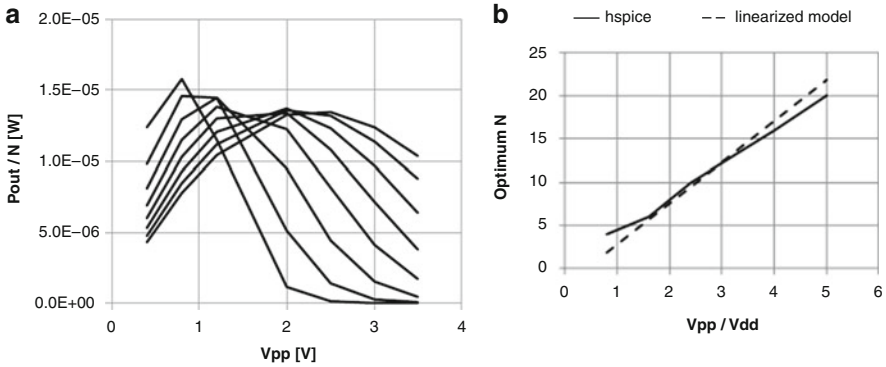 a
2.0E–05
1.5E–05
1.0E–05
5.0E–06
0.0E+00
Pout / N [W]
0
1
2
3
4
Vpp [V]
b
hspice
linearized model
25
20
15
10
5
0
Optimum N
0
1
2
3
4
5
6
Vpp / Vdd